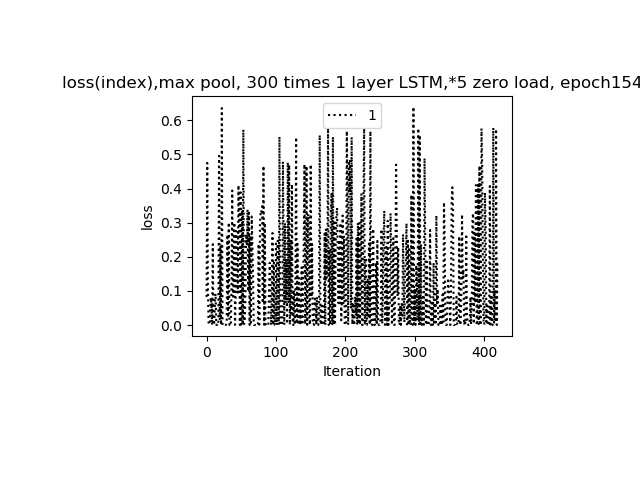 loss(index),max pool, 300 times 1 layer LSTM,*5 zero load, epoch154
1
loss
0.6
0.5
0.4
0.3
0.2
0.1
0.0
0 100 200 300 400
Iteration